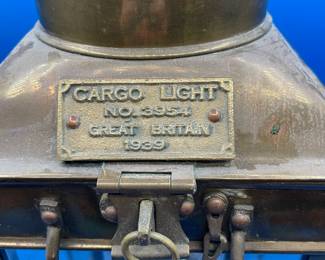 CARGO LIGHT
NO. 3954
GREAT BRITAIN
1939